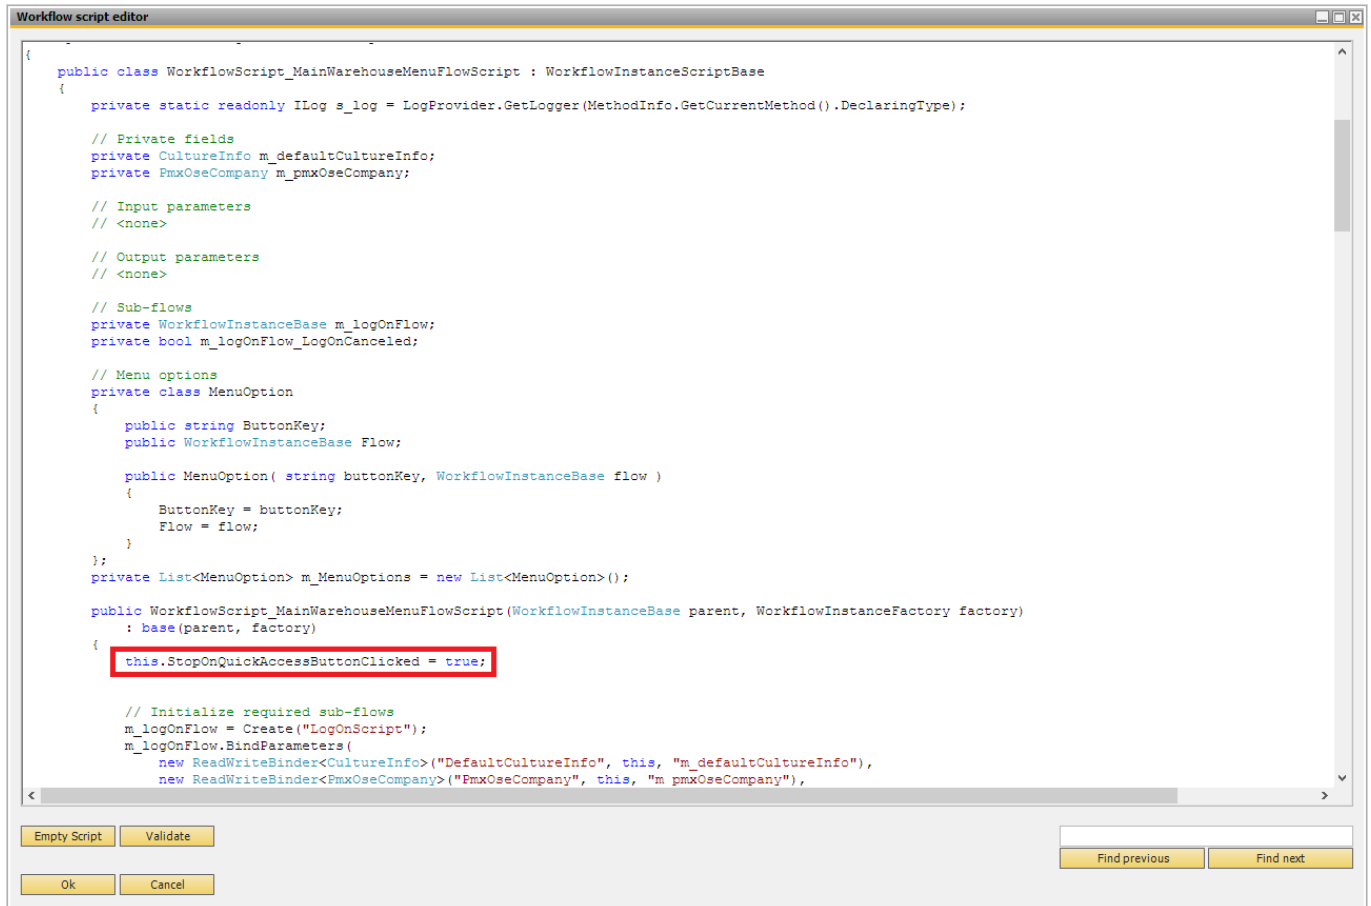 Workflow script editor
{
    public class WorkflowScript_MainWarehouseMenuFlowScript : WorkflowInstanceScriptBase
    {
        private static readonly ILog s_log = LogProvider.GetLogger(MethodInfo.GetCurrentMethod().DeclaringType);

        // Private fields
        private CultureInfo m_defaultCultureInfo;
        private PmxOseCompany m_pmxOseCompany;

        // Input parameters
        // <none>

        // Output parameters
        // <none>

        // Sub-flows
        private WorkflowInstanceBase m_logOnFlow;
        private bool m_logOnFlow_LogOnCanceled;

        // Menu options
        private class MenuOption
        {
            public string ButtonKey;
            public WorkflowInstanceBase Flow;

            public MenuOption( string buttonKey, WorkflowInstanceBase flow )
            {
                ButtonKey = buttonKey;
                Flow = flow;
            }
        };
        private List<MenuOption> m_MenuOptions = new List<MenuOption>();

        public WorkflowScript_MainWarehouseMenuFlowScript(WorkflowInstanceBase parent, WorkflowInstanceFactory factory)
            : base(parent, factory)
        {
            this.StopOnQuickAccessButtonClicked = true;

            // Initialize required sub-flows
            m_logOnFlow = Create("LogOnScript");
            m_logOnFlow.BindParameters(
                new ReadWriteBinder<CultureInfo>("DefaultCultureInfo", this, "m_defaultCultureInfo"),
                new ReadWriteBinder<PmxOseCompany>("PmxOseCompany", this, "m_pmxOseCompany"),
Empty Script Validate
Find previous Find next
Ok Cancel